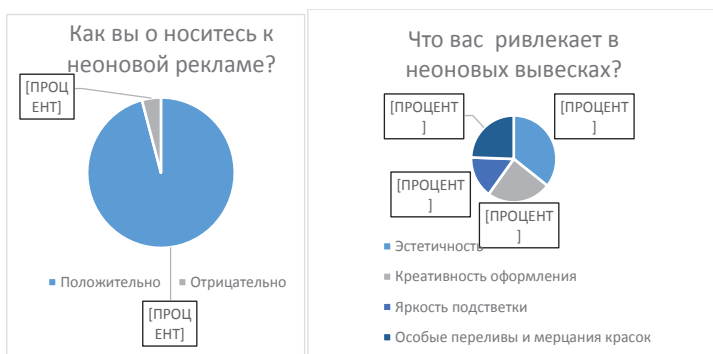 Как вы о носитесь к
неоновой рекламе?
[ПРОЦ
ЕНТ]
Положительно
Отрицательно
[ПРОЦ
ЕНТ]
Что вас ривлекает в
неоновых вывесках?
[ПРОЦЕНТ
]
[ПРОЦЕНТ
]
[ПРОЦЕНТ
]
[ПРОЦЕНТ
]
Эстетичность
Креативность оформления
Яркость подстветки
Особые переливы и мерцания красок